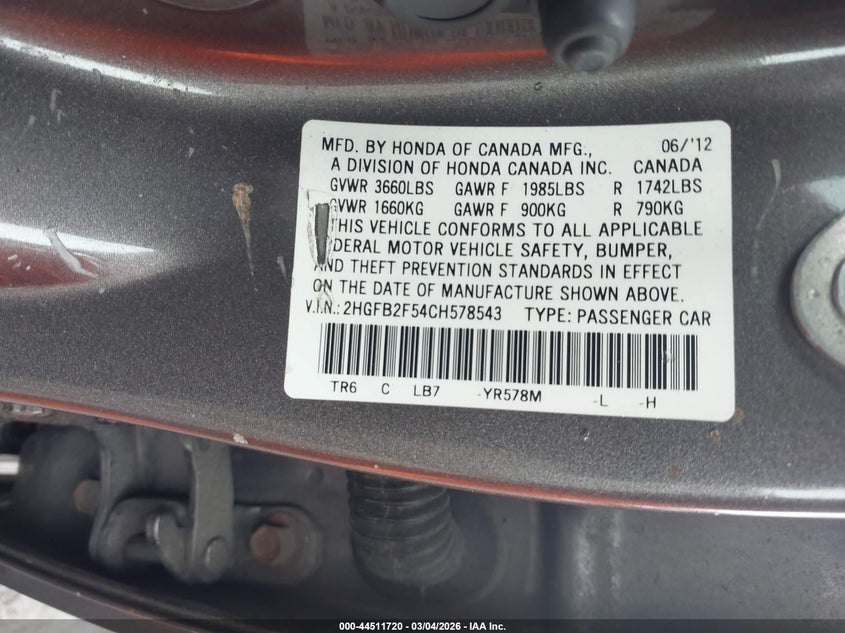 MFD. BY HONDA OF CANADA MFG., 06/'12
A DIVISION OF HONDA CANADA INC. CANADA
GVWR 3660LBS GAWR F 1985LBS R 1742LBS
GVWR 1660KG GAWR F 900KG R 790KG
THIS VEHICLE CONFORMS TO ALL APPLICABLE
DERAL MOTOR VEHICLE SAFETY, BUMPER,
AND THEFT PREVENTION STANDARDS IN EFFECT
ON THE DATE OF MANUFACTURE SHOWN ABOVE.
V.I.N.: 2HGFB2F54CH578543 TYPE: PASSENGER CAR
TR6 C LB7 -YR578M -L -H
000-44511720 - 03/04/2026 - IAA Inc.